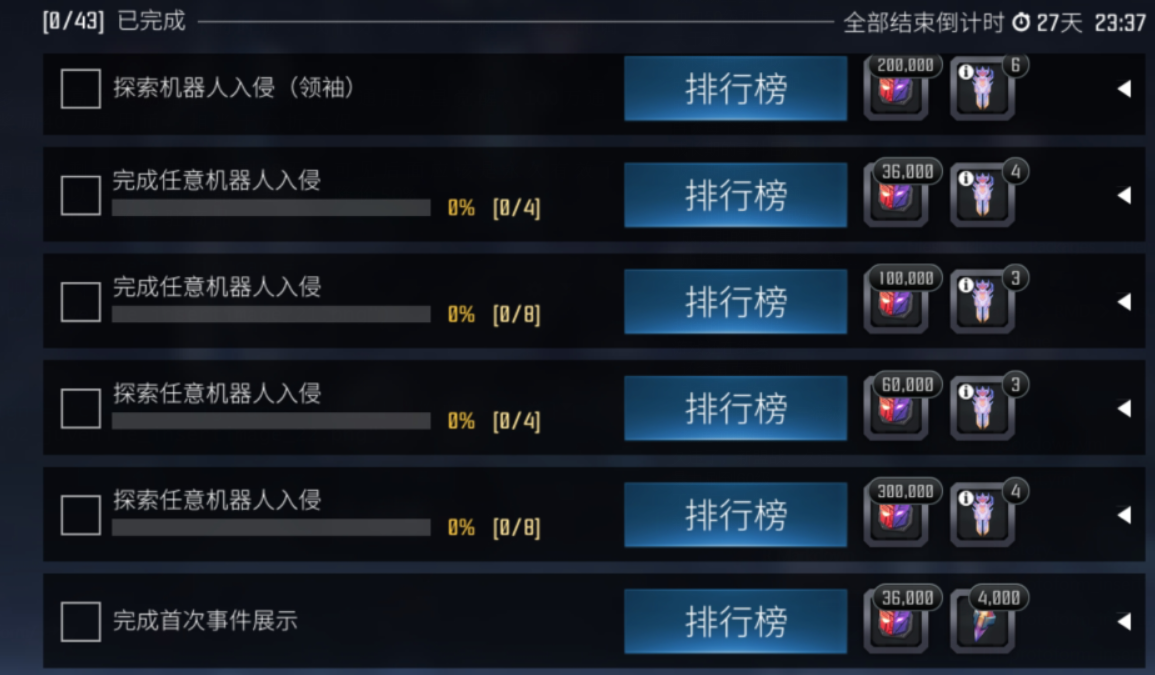 [0/43] 已完成 全部结束倒计时 27天 23:37
探索机器人入侵（领袖） 排行榜 200,000 6
完成任意机器人入侵
0% [0/4] 排行榜 36,000 4
完成任意机器人入侵
0% [0/8] 排行榜 100,000 3
探索任意机器人入侵
0% [0/4] 排行榜 60,000 3
探索任意机器人入侵
0% [0/8] 排行榜 300,000 4
完成首次事件展示 排行榜 36,000 4,000